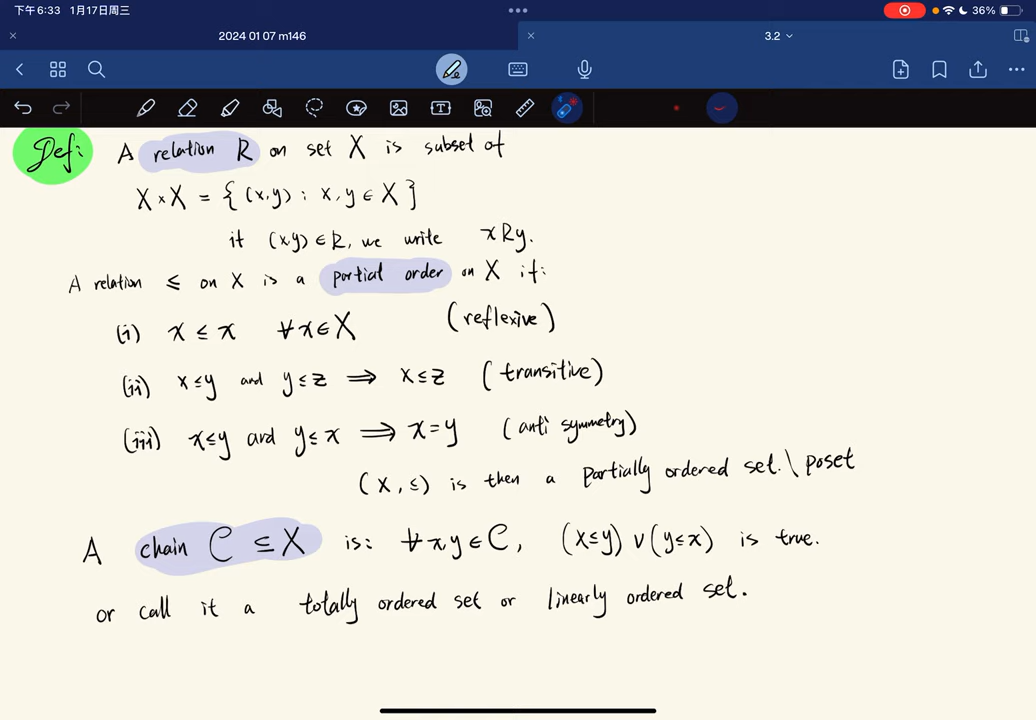 下午6:33 1月17日周三
36%
2024 01 07 m146
3.2
Def: A relation R on set X is subset of
X × X = { (x,y) : x, y ∈ X }
if (x,y) ∈ R, we write xRy.
A relation ≤ on X is a partial order on X if:
(i) x ≤ x ∀x ∈ X (reflexive)
(ii) x ≤ y and y ≤ z ⟹ x ≤ z (transitive)
(iii) x ≤ y and y ≤ x ⟹ x = y (anti symmetry)
(X, ≤) is then a Partially ordered set. \ poset
A chain C ⊆ X is: ∀ x,y ∈ C, (x ≤ y) ∨ (y ≤ x) is true.
or call it a totally ordered set or linearly ordered set.